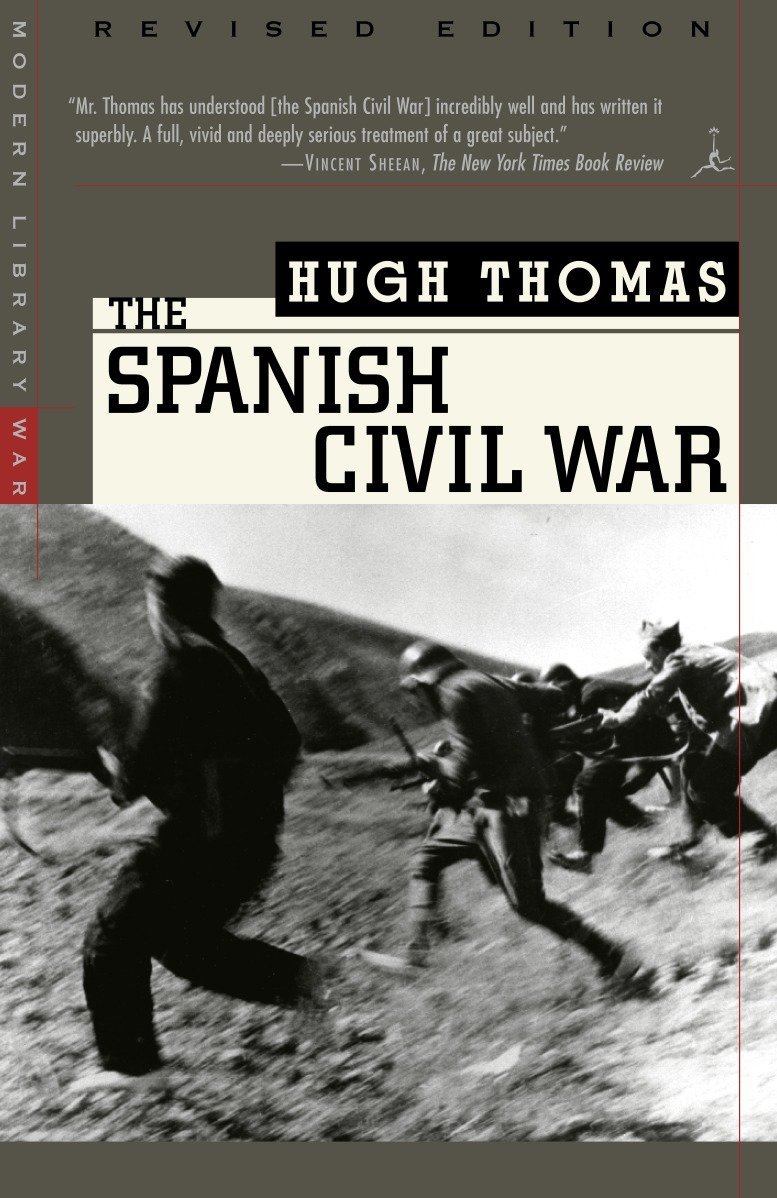 REVISED EDITION
“Mr. Thomas has understood [the Spanish Civil War] incredibly well and has written it
superbly. A full, vivid and deeply serious treatment of a great subject.”
—VINCENT SHEEAN, The New York Times Book Review
HUGH THOMAS
THE
SPANISH
CIVIL WAR
MODERN LIBRARY WAR